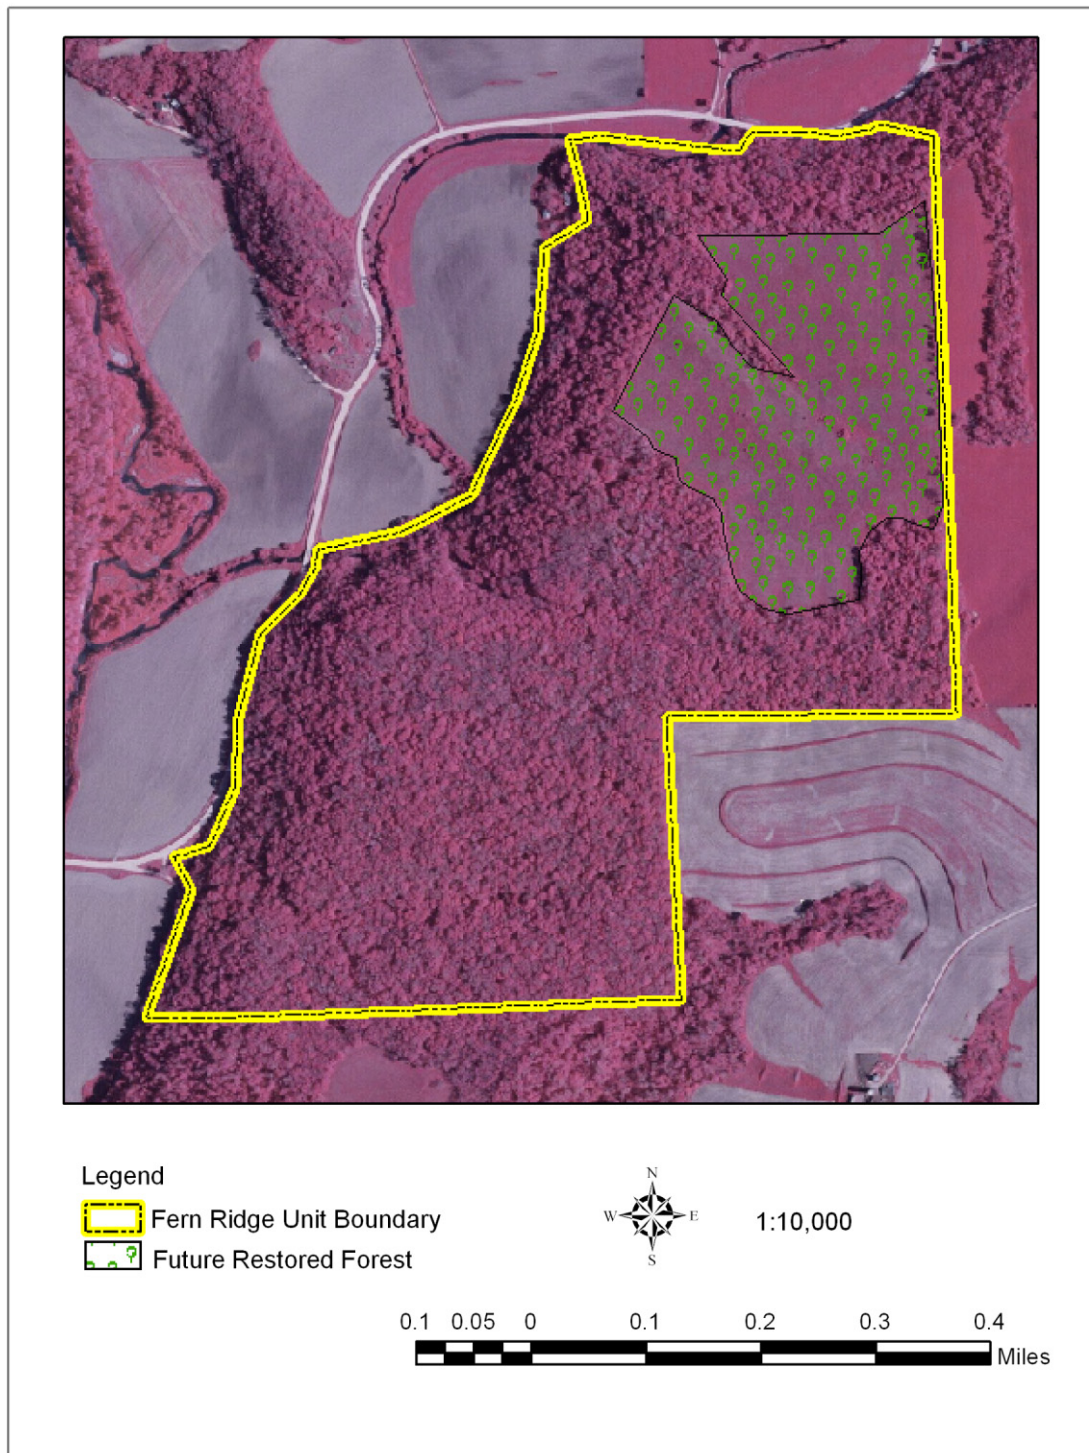 Legend
Fern Ridge Unit Boundary
Future Restored Forest
N
W E
S
1:10,000
0.1 0.05 0 0.1 0.2 0.3 0.4
Miles